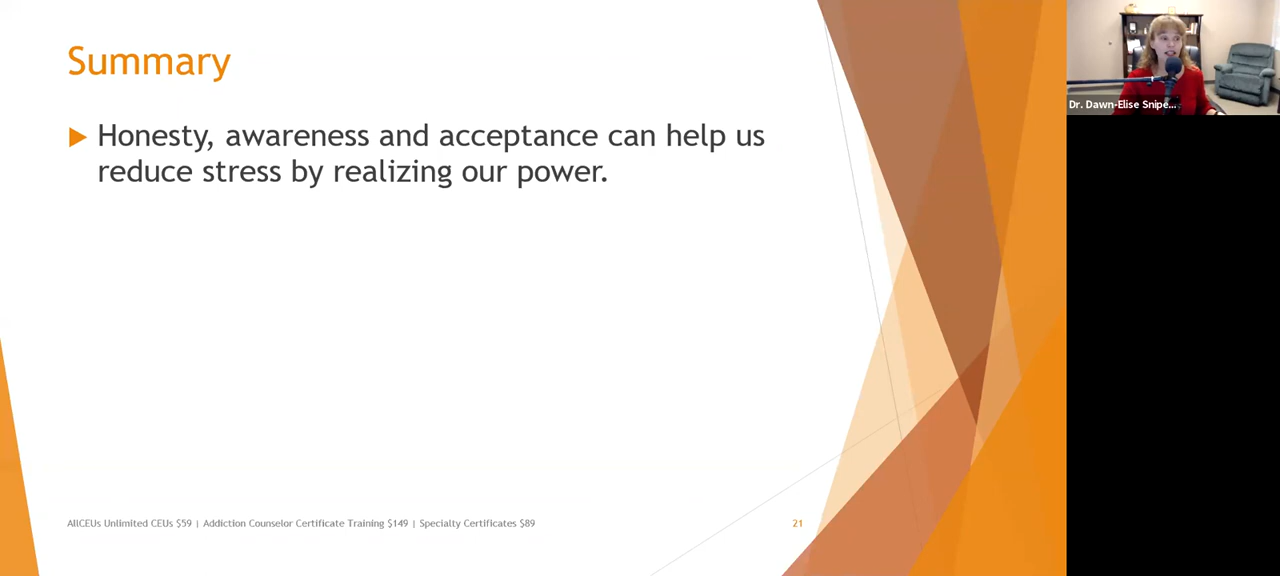 Summary
Honesty, awareness and acceptance can help us
reduce stress by realizing our power.
AllCEUs Unlimited CEUs $59 | Addiction Counselor Certificate Training $149 | Specialty Certificates $89
21
Dr. Dawn-Elise Snipe...